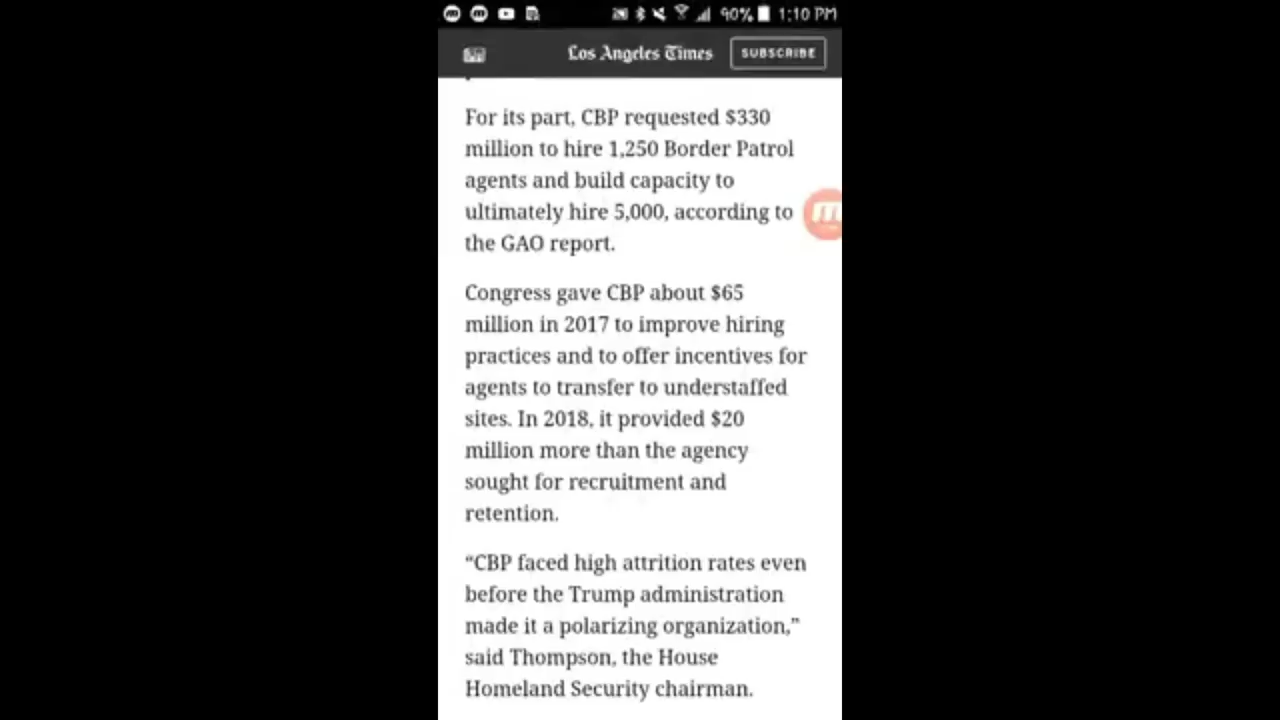 90% 1:10 PM
Los Angeles Times SUBSCRIBE
For its part, CBP requested $330
million to hire 1,250 Border Patrol
agents and build capacity to
ultimately hire 5,000, according to
the GAO report.
Congress gave CBP about $65
million in 2017 to improve hiring
practices and to offer incentives for
agents to transfer to understaffed
sites. In 2018, it provided $20
million more than the agency
sought for recruitment and
retention.
“CBP faced high attrition rates even
before the Trump administration
made it a polarizing organization,”
said Thompson, the House
Homeland Security chairman.